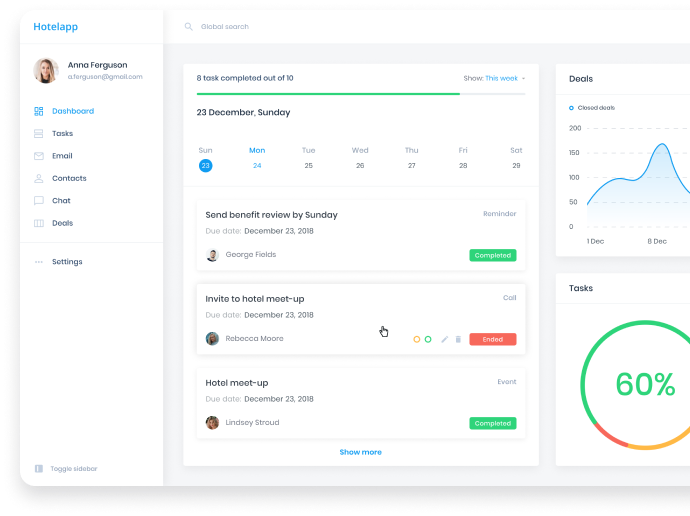 Hotelapp
Global search
Anna Ferguson
a.ferguson@gmail.com
Dashboard
Tasks
Email
Contacts
Chat
Deals
Settings
Toggle sidebar
8 task completed out of 10
Show: This week
23 December, Sunday
Sun Mon Tue Wed Thu Fri Sat
23 24 25 26 27 28 29
Send benefit review by Sunday
Reminder
Due date: December 23, 2018
George Fields
Completed
Invite to hotel meet-up
Call
Due date: December 23, 2018
Rebecca Moore
Ended
Hotel meet-up
Event
Due date: December 23, 2018
Lindsey Stroud
Completed
Show more
Deals
Closed deals
200
150
100
50
0
1 Dec 8 Dec
Tasks
60%